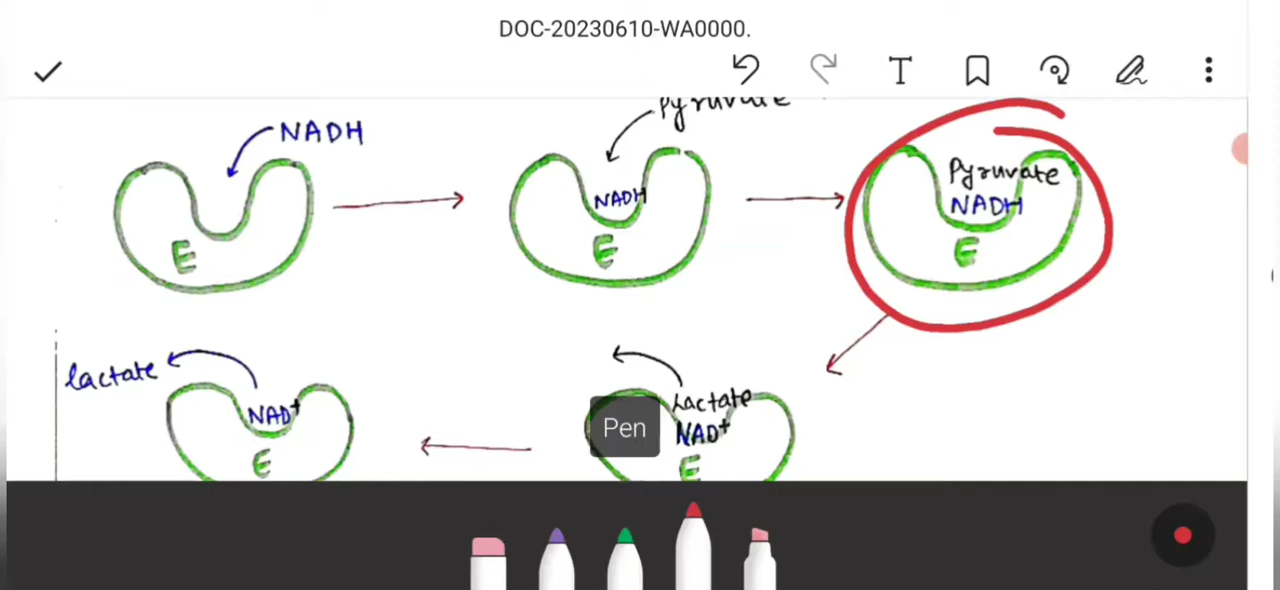 DOC-20230610-WA0000.
T
NADH
E
Pyruvate
NADH
E
Pyruvate
NADH
E
Lactate
NAD+
E
lactate
NAD+
E
Pen